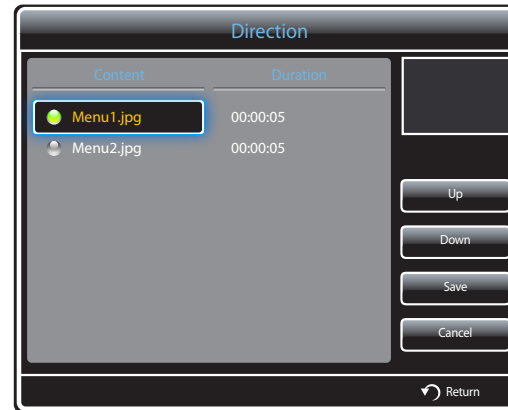 Direction
Content Duration
Menu1.jpg 00:00:05
Menu2.jpg 00:00:05
Up
Down
Save
Cancel
Return